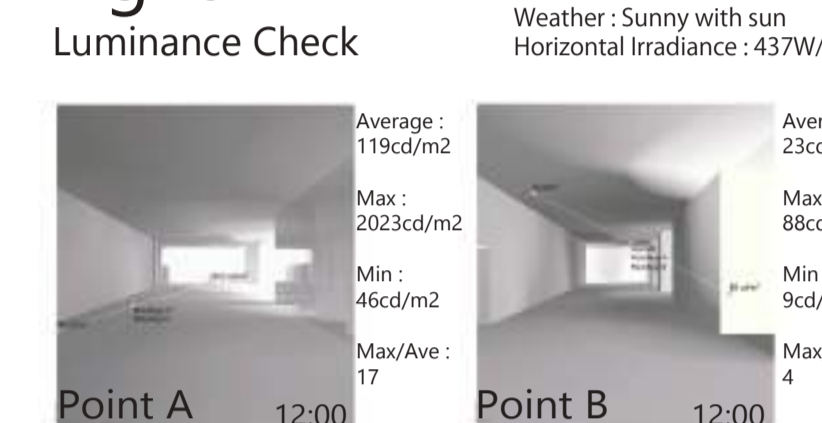 Luminance Check
Weather : Sunny with sun
Horizontal Irradiance : 437W/
Average :
119cd/m2
Max :
2023cd/m2
Min :
46cd/m2
Max/Ave :
17
Point A
12:00
Aver
23cd
Max
88cd
Min
9cd/
Max
4
Point B
12:00